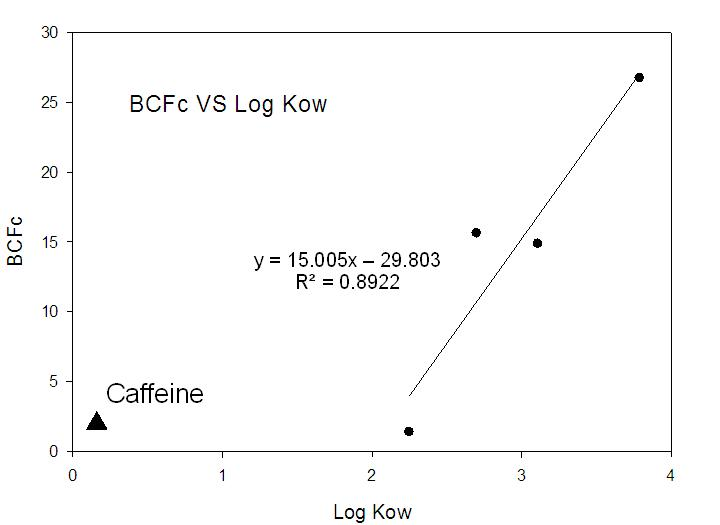 30
BCFc VS Log Kow
25
20
15
BCFc
y = 15.005x – 29.803
R² = 0.8922
10
5
Caffeine
0
0 1 2 3 4
Log Kow